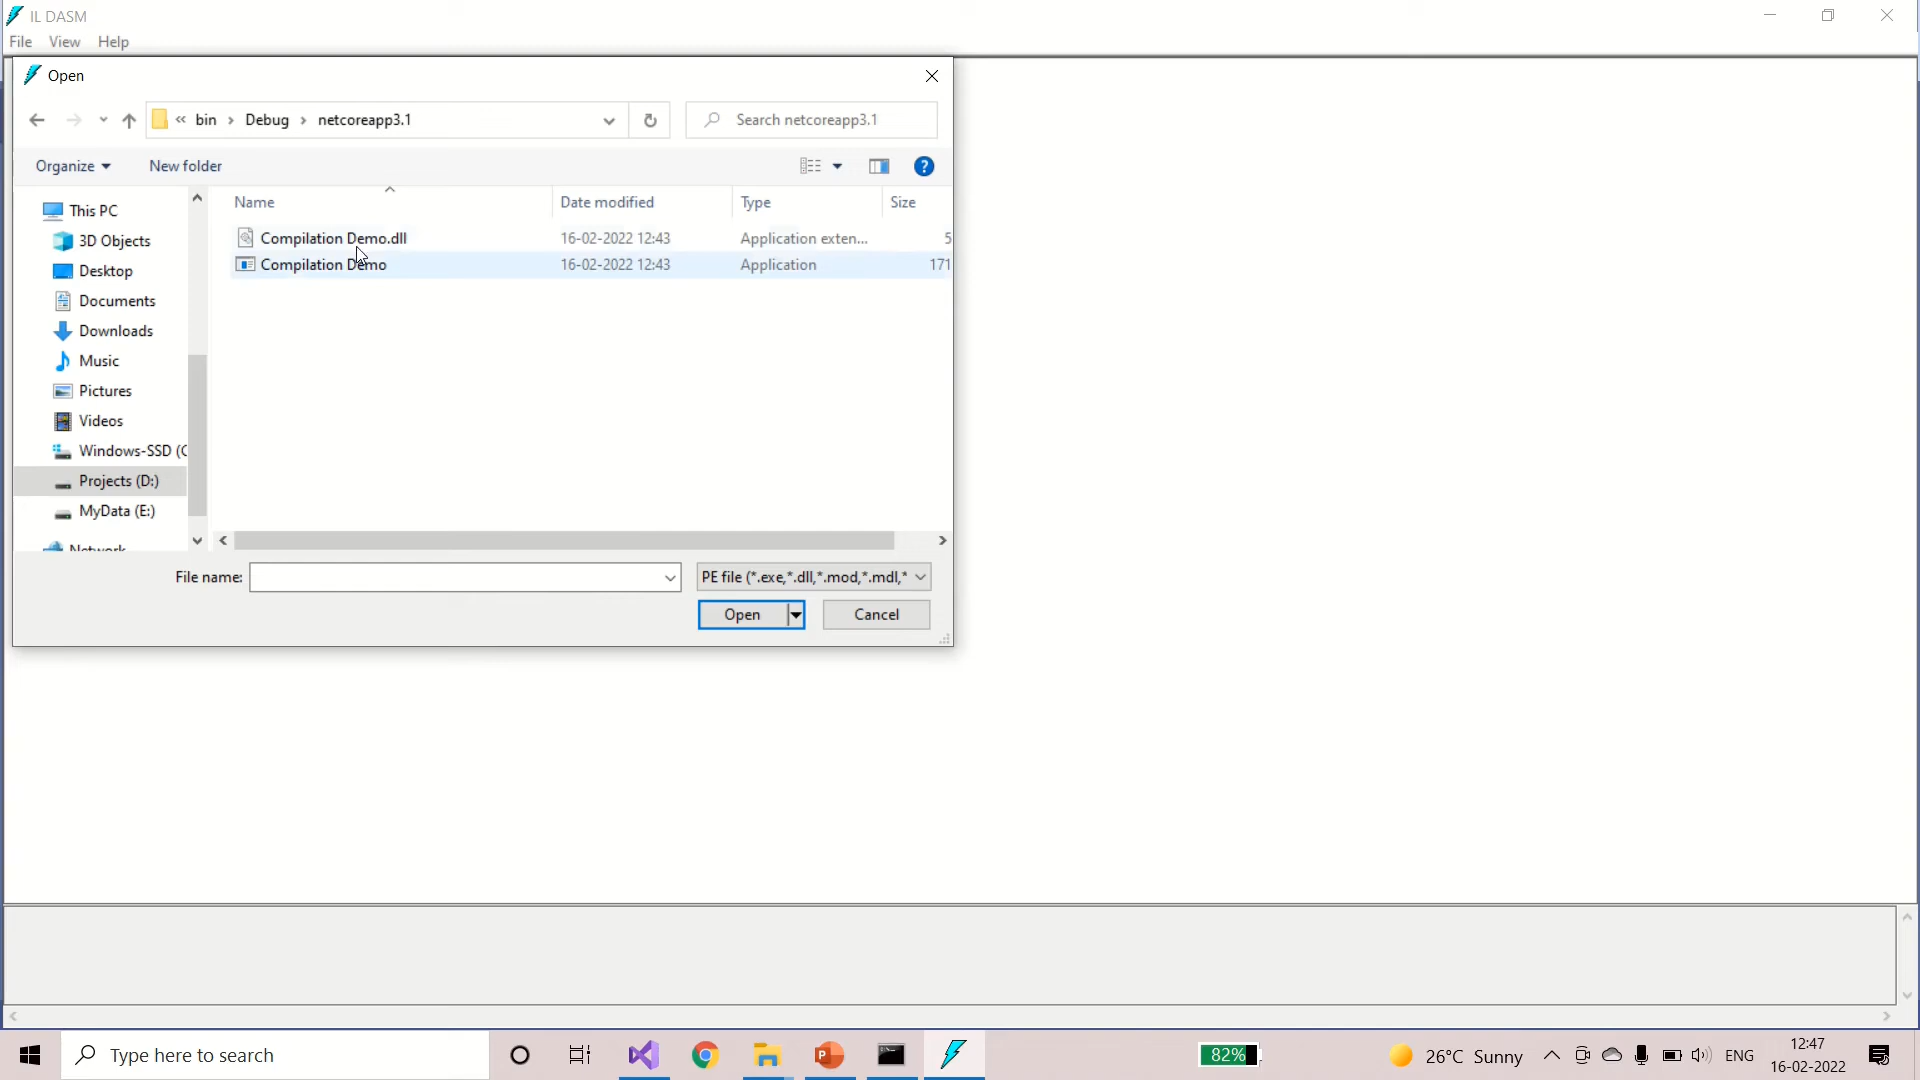 IL DASM
File View Help
Open
« bin › Debug › netcoreapp3.1
Search netcoreapp3.1
Organize New folder
Name Date modified Type Size
Compilation Demo.dll 16-02-2022 12:43 Application exten... 5
Compilation Demo 16-02-2022 12:43 Application 171
This PC
3D Objects
Desktop
Documents
Downloads
Music
Pictures
Videos
Windows-SSD (C
Projects (D:)
MyData (E:)
Network
File name: PE file (*.exe,*.dll,*.mod,*.mdl,*
Open Cancel
Type here to search
82%
26°C Sunny
ENG
12:47
16-02-2022